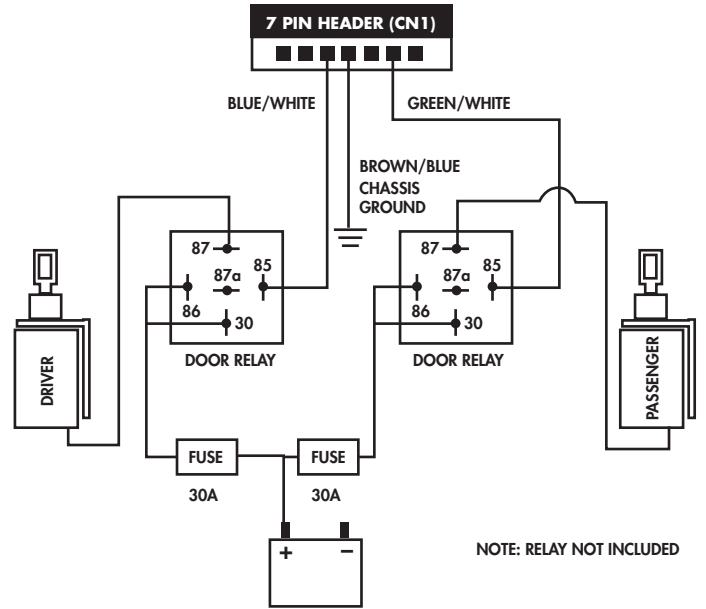 7 PIN HEADER (CN1)
BLUE/WHITE
GREEN/WHITE
BROWN/BLUE
CHASSIS
GROUND
87
87a
85
86
30
DOOR RELAY
87
87a
85
86
30
DOOR RELAY
DRIVER
PASSENGER
FUSE
30A
FUSE
30A
+
–
NOTE: RELAY NOT INCLUDED